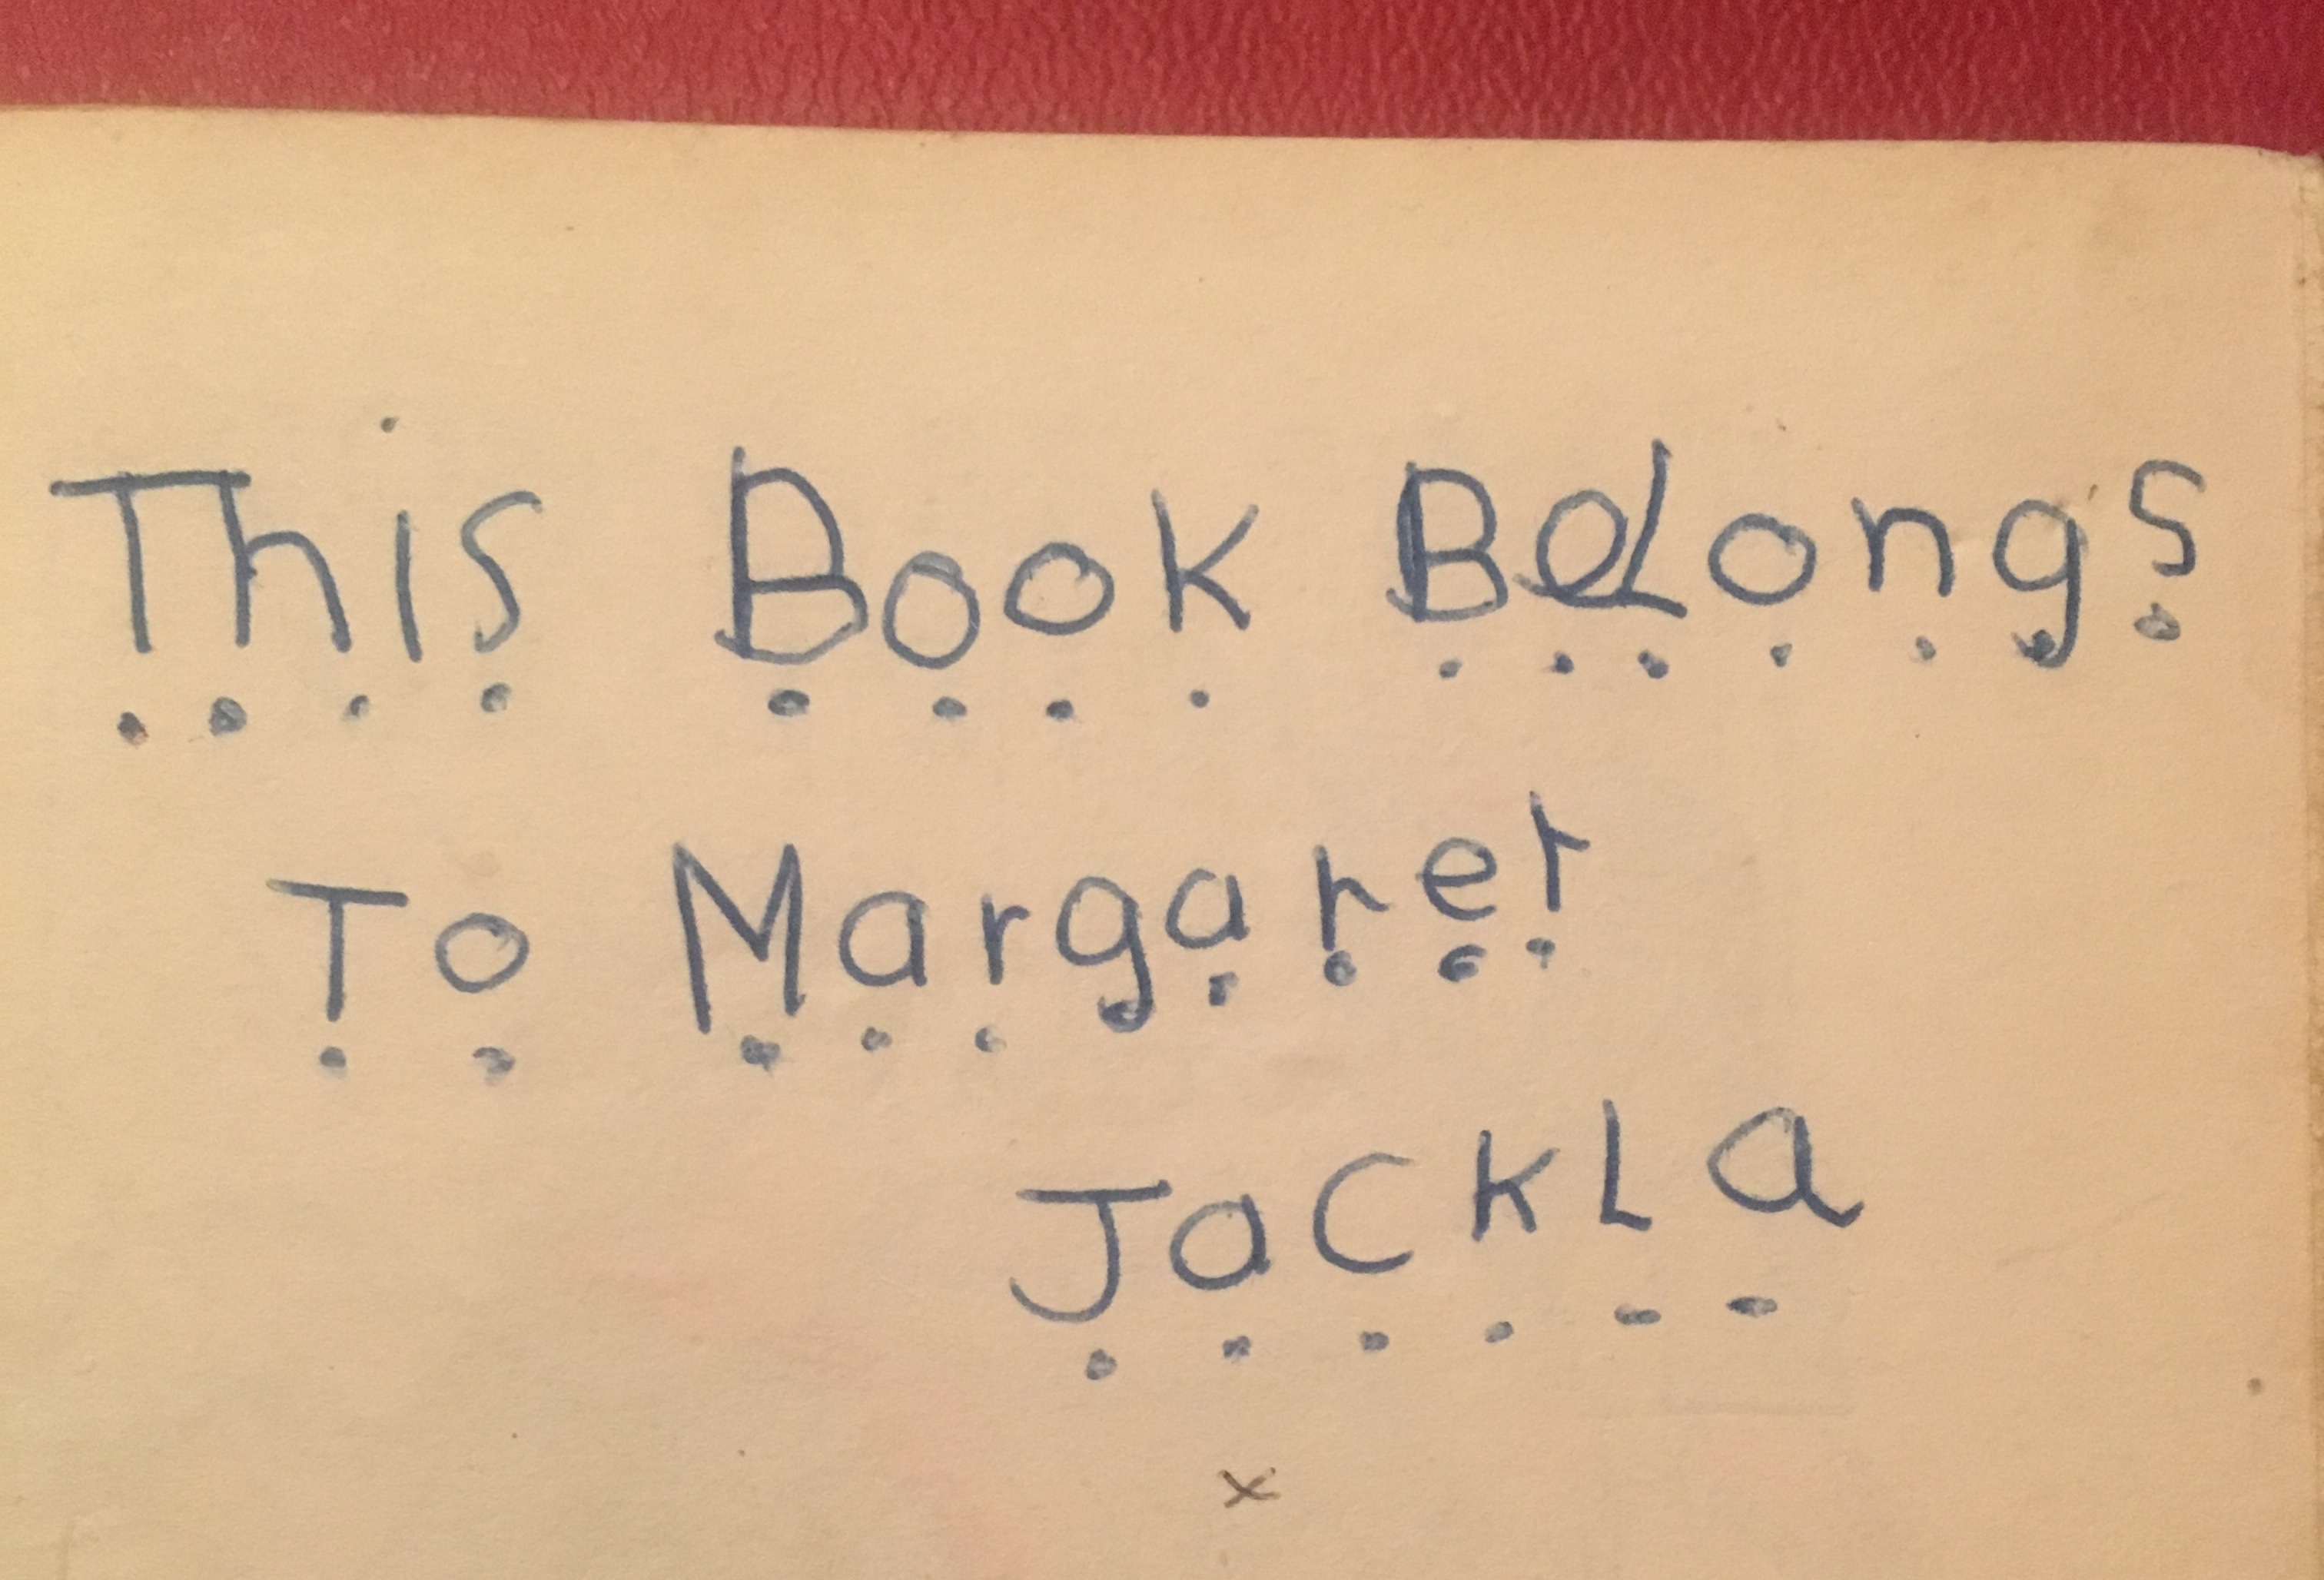 This Book BeLongs
To Margaret
JaCkLa
x